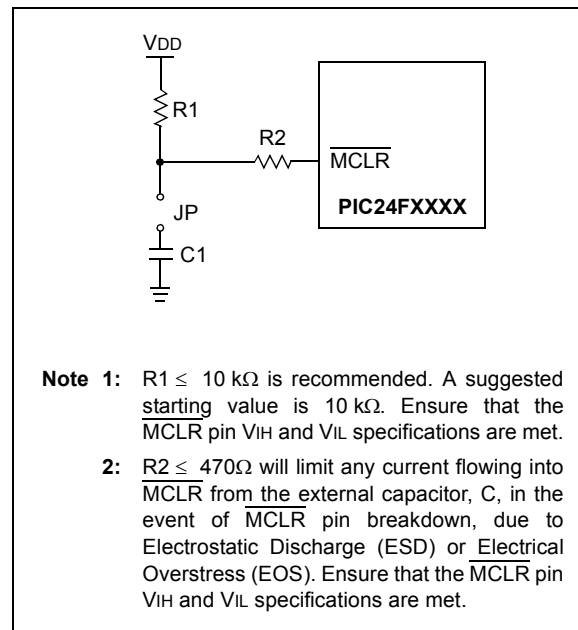 VDD
R1
R2
MCLR
JP
PIC24FXXXX
C1
Note 1: R1 ≤ 10 kΩ is recommended. A suggested
starting value is 10 kΩ. Ensure that the
MCLR pin VIH and VIL specifications are met.
2: R2 ≤ 470Ω will limit any current flowing into
MCLR from the external capacitor, C, in the
event of MCLR pin breakdown, due to
Electrostatic Discharge (ESD) or Electrical
Overstress (EOS). Ensure that the MCLR pin
VIH and VIL specifications are met.